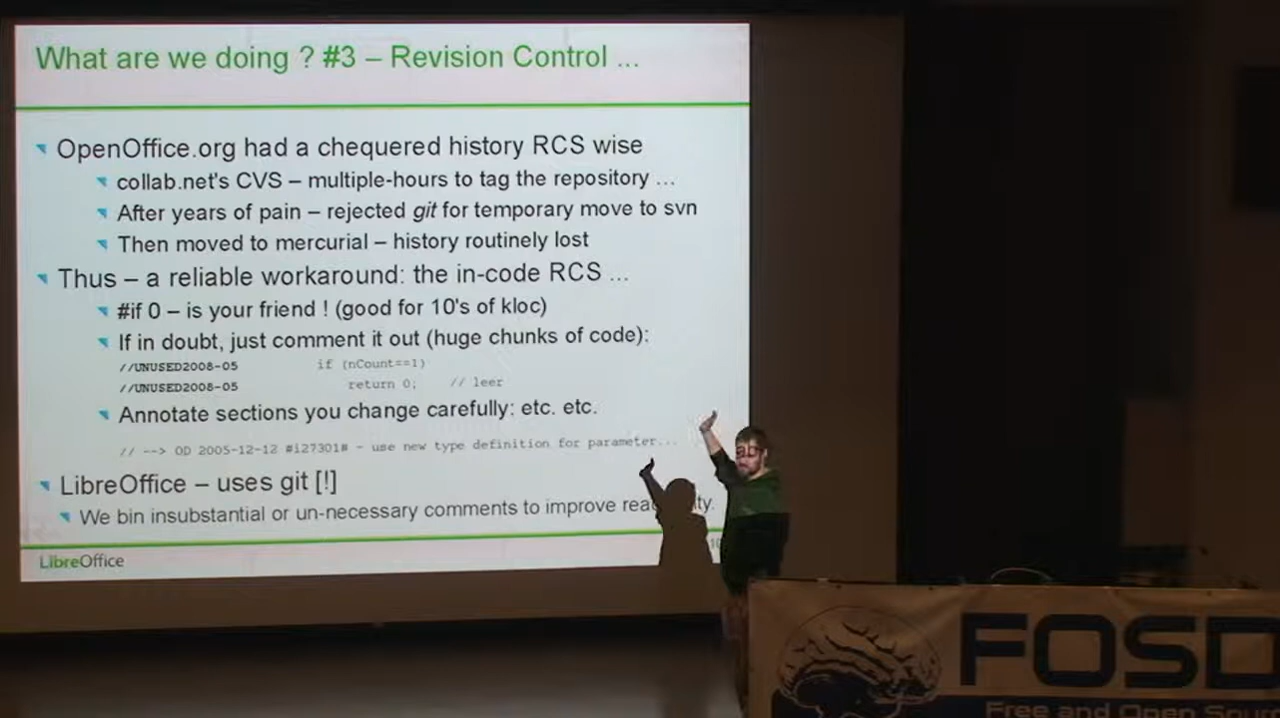 What are we doing ? #3 – Revision Control ...
OpenOffice.org had a chequered history RCS wise
collab.net's CVS – multiple-hours to tag the repository ...
After years of pain – rejected git for temporary move to svn
Then moved to mercurial – history routinely lost
Thus – a reliable workaround: the in-code RCS ...
#if 0 – is your friend ! (good for 10's of kloc)
If in doubt, just comment it out (huge chunks of code):
//UNUSED2008-05 if (nCount==1)
//UNUSED2008-05 return 0; // leer
Annotate sections you change carefully: etc. etc.
// --> OD 2005-12-12 #i27301# - use new type definition for parameter...
LibreOffice – uses git [!]
We bin insubstantial or un-necessary comments to improve
LibreOffice
FOSD
Free and Open